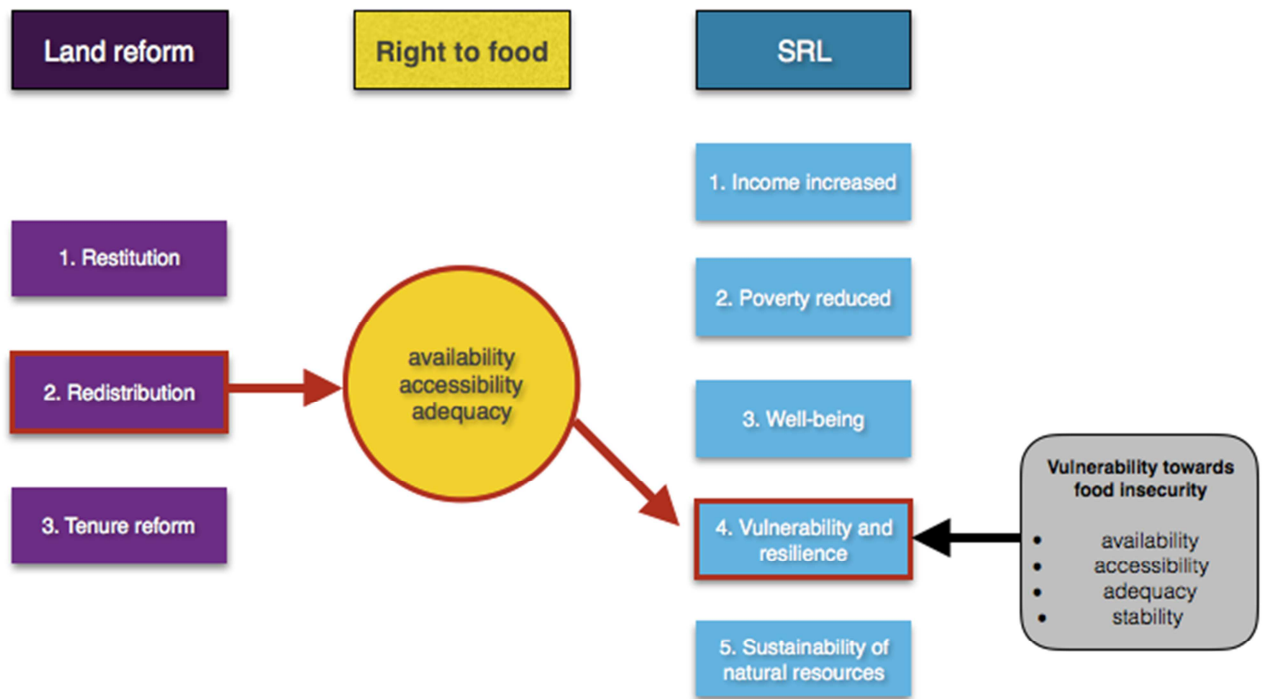 Land reform
Right to food
SRL
1. Restitution
2. Redistribution
3. Tenure reform
availability
accessibility
adequacy
1. Income increased
2. Poverty reduced
3. Well-being
4. Vulnerability and
resilience
5. Sustainability of
natural resources
Vulnerability towards
food insecurity
• availability
• accessibility
• adequacy
• stability